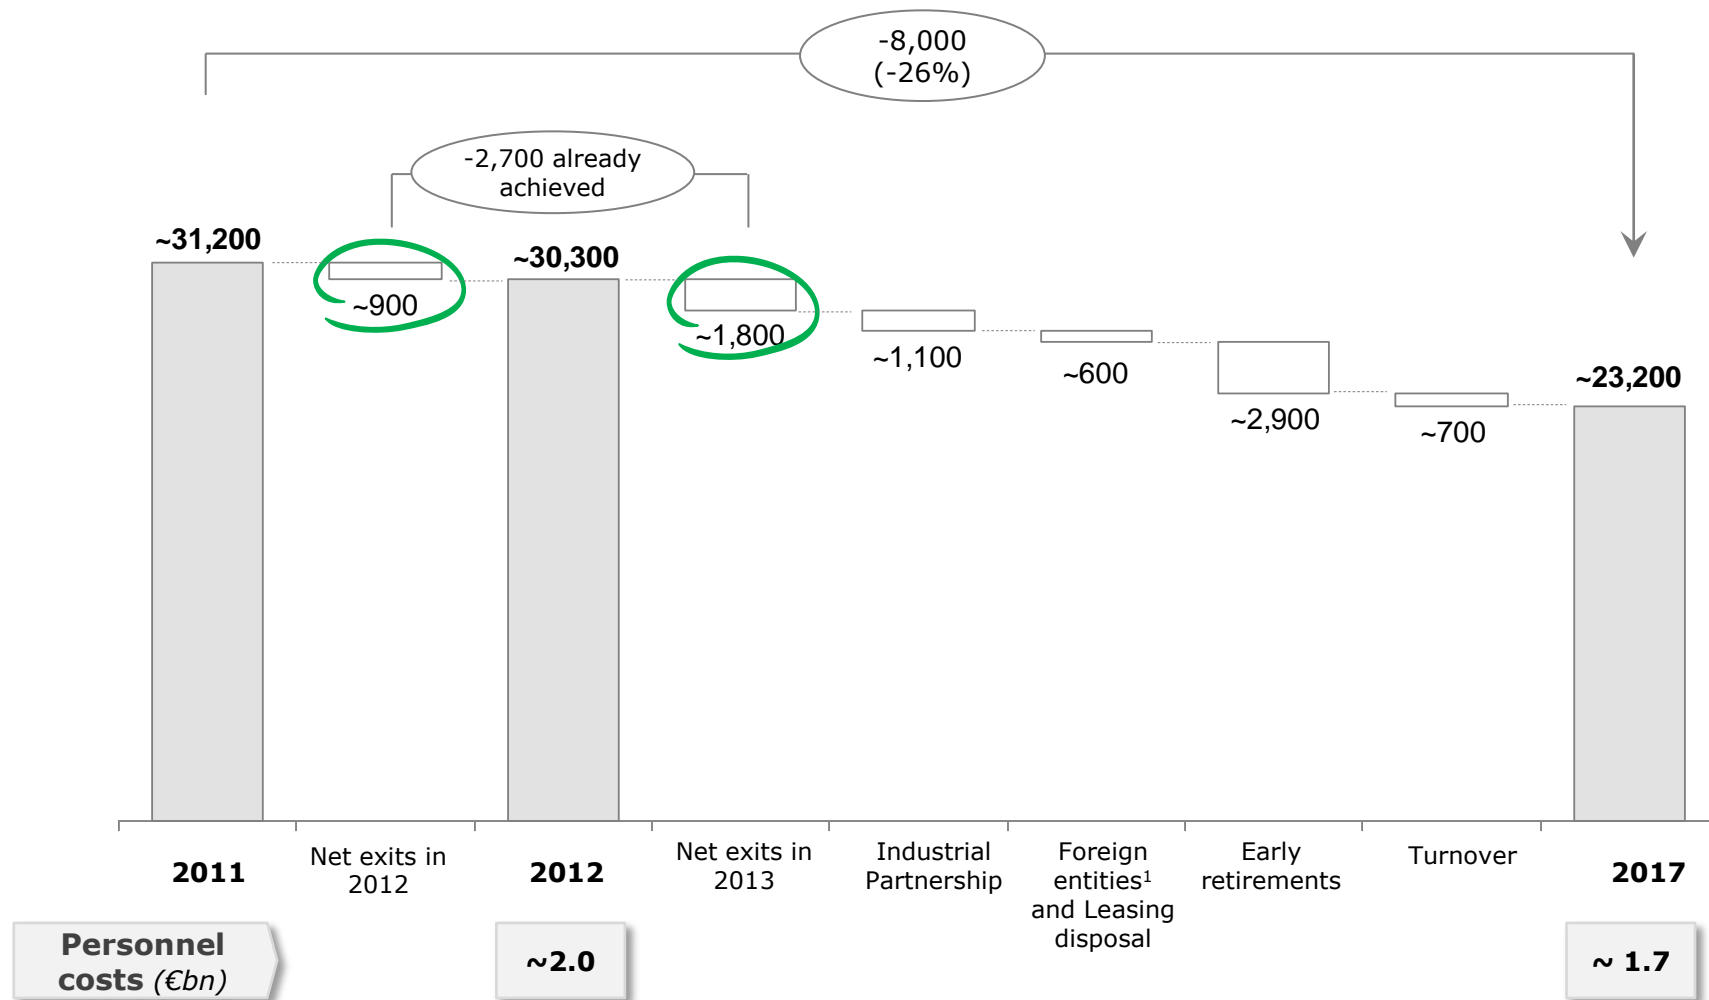 -8,000
(-26%)
-2,700 already
achieved
~31,200
~900
~30,300
~1,800
~1,100
~600
~2,900
~700
~23,200
2011
Net exits in
2012
2012
Net exits in
2013
Industrial
Partnership
Foreign
entities¹
and Leasing
disposal
Early
retirements
Turnover
2017
Personnel
costs (€bn)
~2.0
~ 1.7